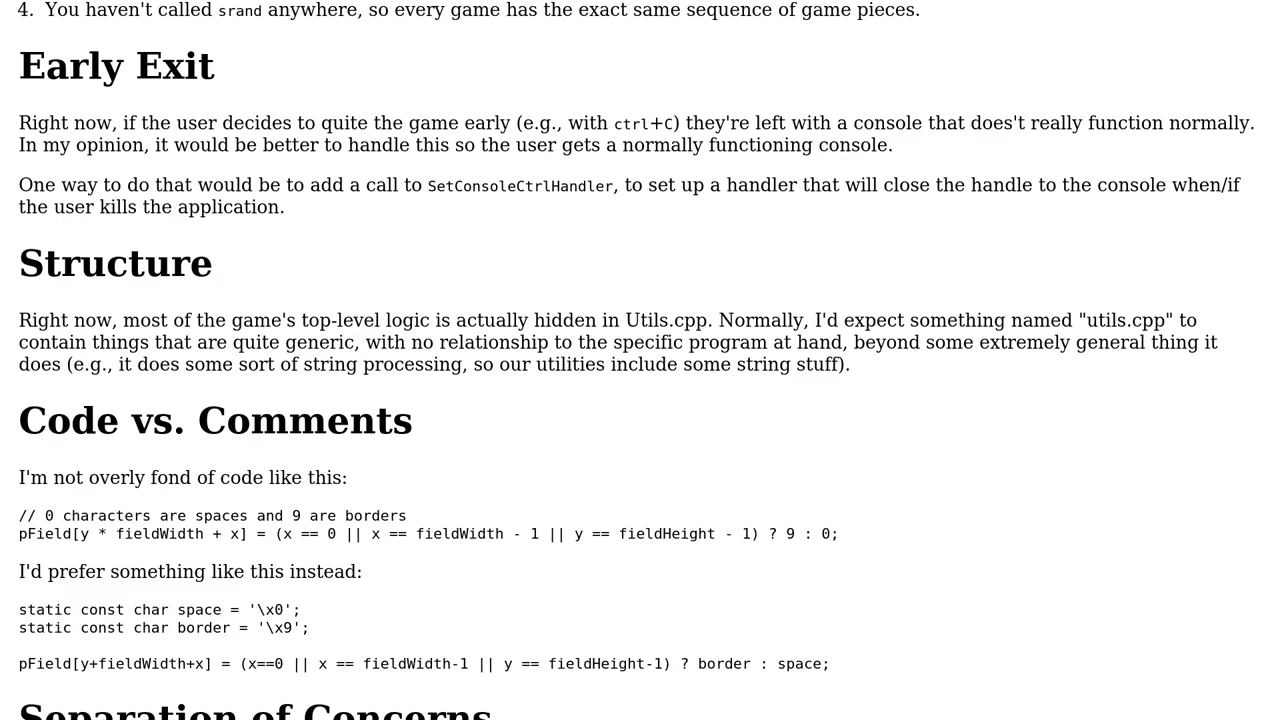 4. You haven't called srand anywhere, so every game has the exact same sequence of game pieces.
Early Exit
Right now, if the user decides to quite the game early (e.g., with ctrl+C) they're left with a console that does't really function normally.
In my opinion, it would be better to handle this so the user gets a normally functioning console.
One way to do that would be to add a call to SetConsoleCtrlHandler, to set up a handler that will close the handle to the console when/if
the user kills the application.
Structure
Right now, most of the game's top-level logic is actually hidden in Utils.cpp. Normally, I'd expect something named "utils.cpp" to
contain things that are quite generic, with no relationship to the specific program at hand, beyond some extremely general thing it
does (e.g., it does some sort of string processing, so our utilities include some string stuff).
Code vs. Comments
I'm not overly fond of code like this:
// 0 characters are spaces and 9 are borders
pField[y * fieldWidth + x] = (x == 0 || x == fieldWidth - 1 || y == fieldHeight - 1) ? 9 : 0;
I'd prefer something like this instead:
static const char space = '\x0';
static const char border = '\x9';
pField[y+fieldWidth+x] = (x==0 || x == fieldWidth-1 || y == fieldHeight-1) ? border : space;
Separation of Concerns